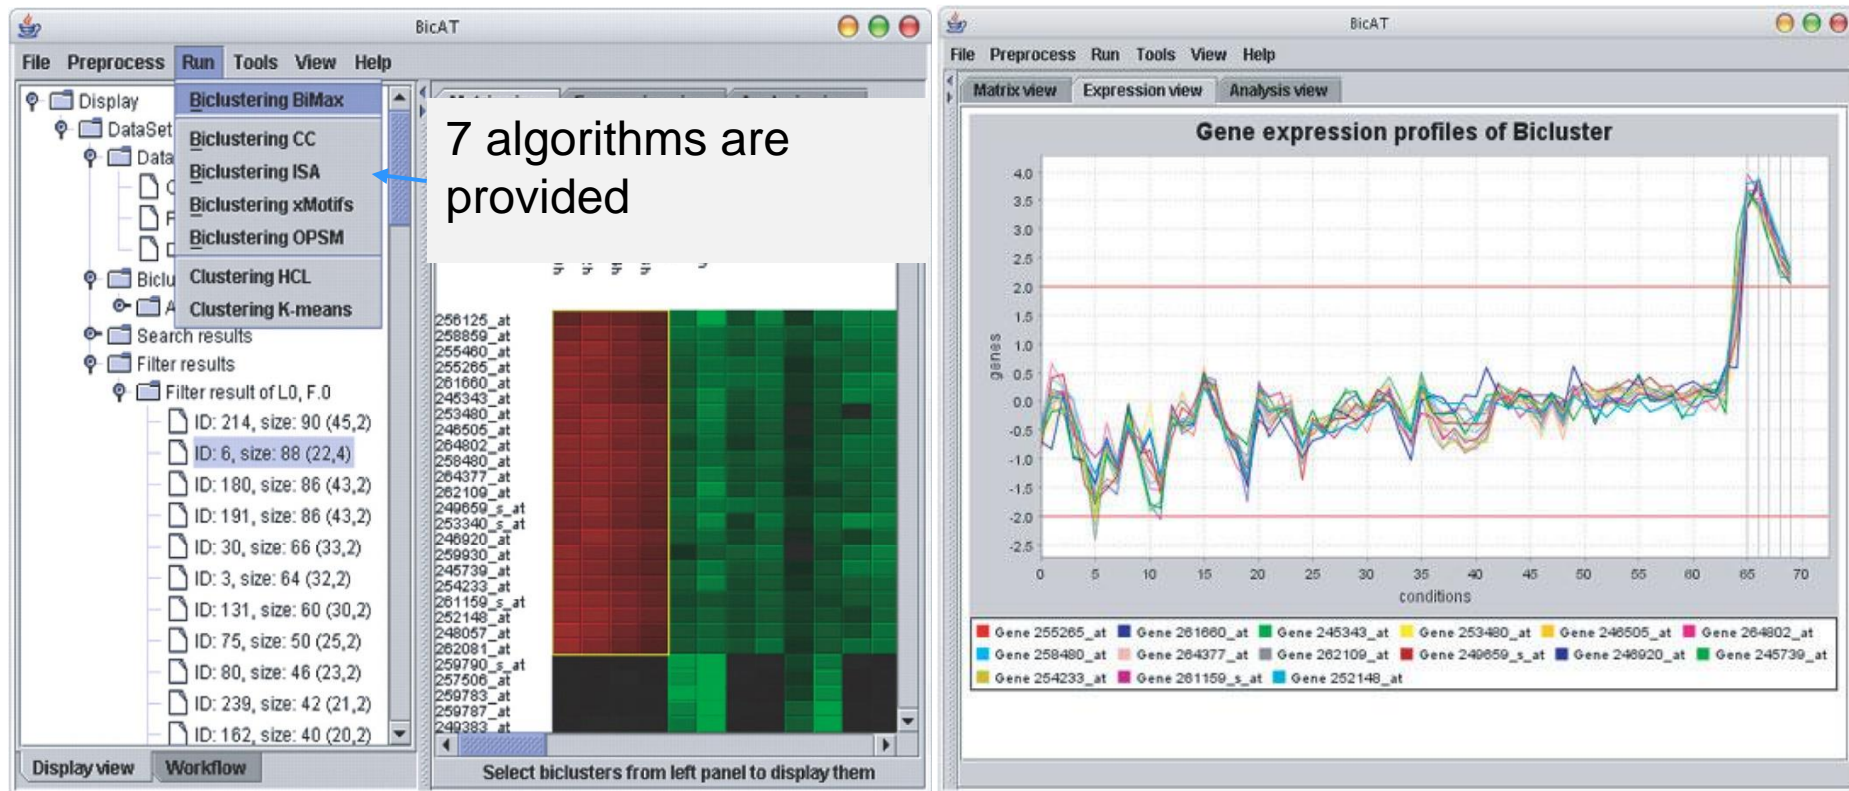 BicAT
File Preprocess Run Tools View Help
Display
DataSet
Data
Biclu
Search results
Filter results
Filter result of L0, F.0
ID: 214, size: 90 (45,2)
ID: 6, size: 88 (22,4)
ID: 180, size: 86 (43,2)
ID: 191, size: 86 (43,2)
ID: 30, size: 66 (33,2)
ID: 3, size: 64 (32,2)
ID: 131, size: 60 (30,2)
ID: 75, size: 50 (25,2)
ID: 80, size: 46 (23,2)
ID: 239, size: 42 (21,2)
ID: 162, size: 40 (20,2)
Display view Workflow
Biclustering BiMax
Biclustering CC
Biclustering ISA
Biclustering xMotifs
Biclustering OPSM
Clustering HCL
Clustering K-means
7 algorithms are
provided
256125_at
258859_at
255460_at
255265_at
261660_at
245343_at
253480_at
246505_at
264802_at
258480_at
264377_at
262109_at
249659_s_at
253340_s_at
246920_at
259930_at
245739_at
254233_at
261159_s_at
252148_at
248057_at
262081_at
259790_s_at
257506_at
259783_at
259787_at
249383_at
Select biclusters from left panel to display them
BicAT
File Preprocess Run Tools View Help
Matrix view Expression view Analysis view
Gene expression profiles of Bicluster
4.0
3.5
3.0
2.5
2.0
1.5
1.0
0.5
0.0
-0.5
-1.0
-1.5
-2.0
-2.5
genes
0 5 10 15 20 25 30 35 40 45 50 55 60 65 70
conditions
Gene 255265_at Gene 261660_at Gene 245343_at Gene 253480_at Gene 246505_at Gene 264802_at
Gene 258480_at Gene 264377_at Gene 262109_at Gene 249659_s_at Gene 246920_at Gene 245739_at
Gene 254233_at Gene 261159_s_at Gene 252148_at